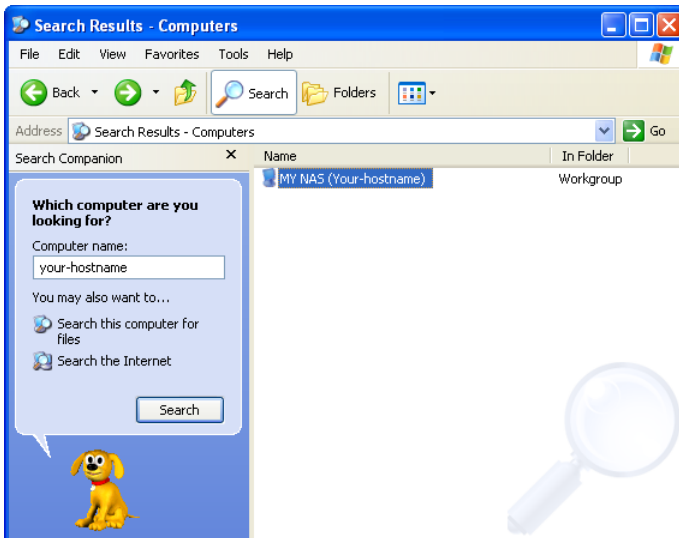 Search Results - Computers
File Edit View Favorites Tools Help
Back Search Folders
Address Search Results - Computers Go
Search Companion Name In Folder
MY NAS (Your-hostname) Workgroup
Which computer are you
looking for?
Computer name:
your-hostname
You may also want to...
Search this computer for
files
Search the Internet
Search